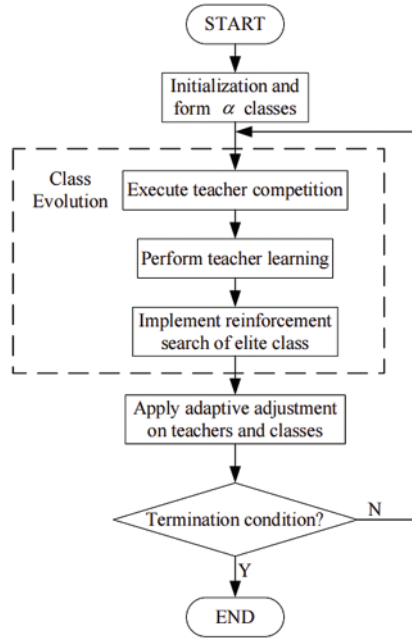 START
Initialization and
form α classes
Class
Evolution
Execute teacher competition
Perform teacher learning
Implement reinforcement
search of elite class
Apply adaptive adjustment
on teachers and classes
Termination condition?
N
Y
END